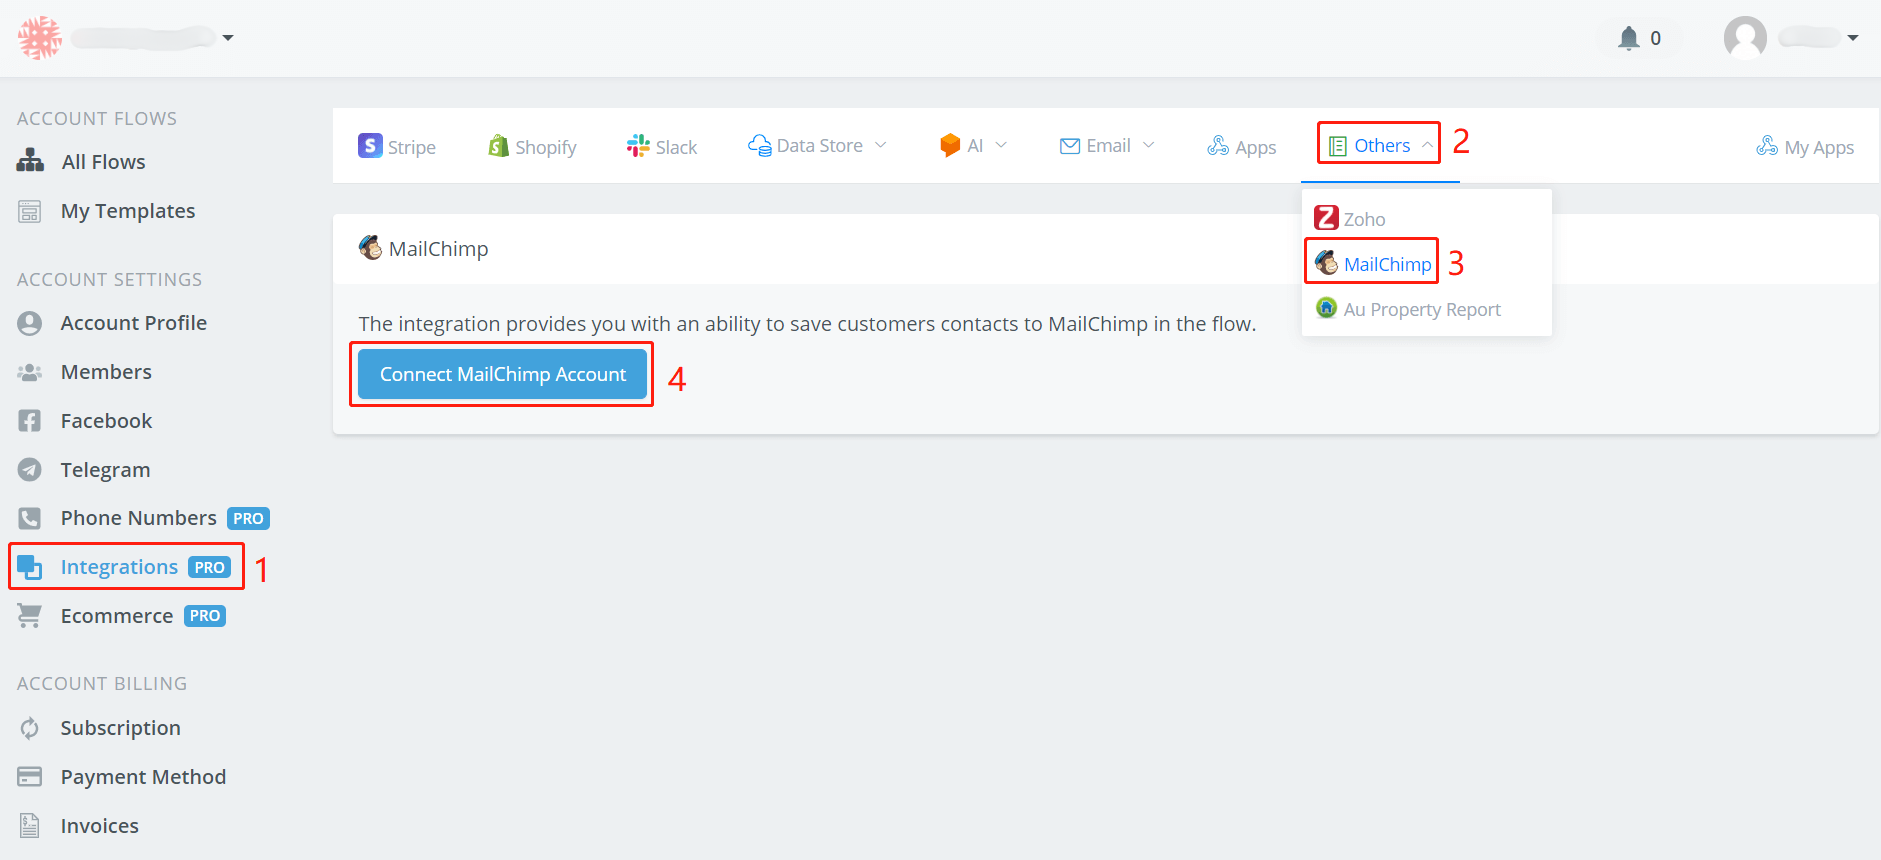 0
ACCOUNT FLOWS
All Flows
My Templates
ACCOUNT SETTINGS
Account Profile
Members
Facebook
Telegram
Phone Numbers PRO
Integrations PRO 1
Ecommerce PRO
ACCOUNT BILLING
Subscription
Payment Method
Invoices
S Stripe Shopify Slack Data Store AI Email Apps Others 2 My Apps
Z Zoho
MailChimp 3
Au Property Report
MailChimp
The integration provides you with an ability to save customers contacts to MailChimp in the flow.
Connect MailChimp Account 4